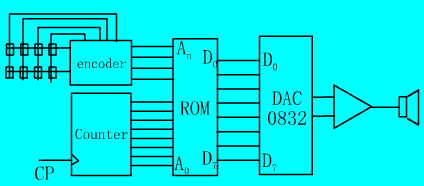 encoder
An
D0
D0
ROM
DAC
0832
Counter
A0
D7
D7
CP